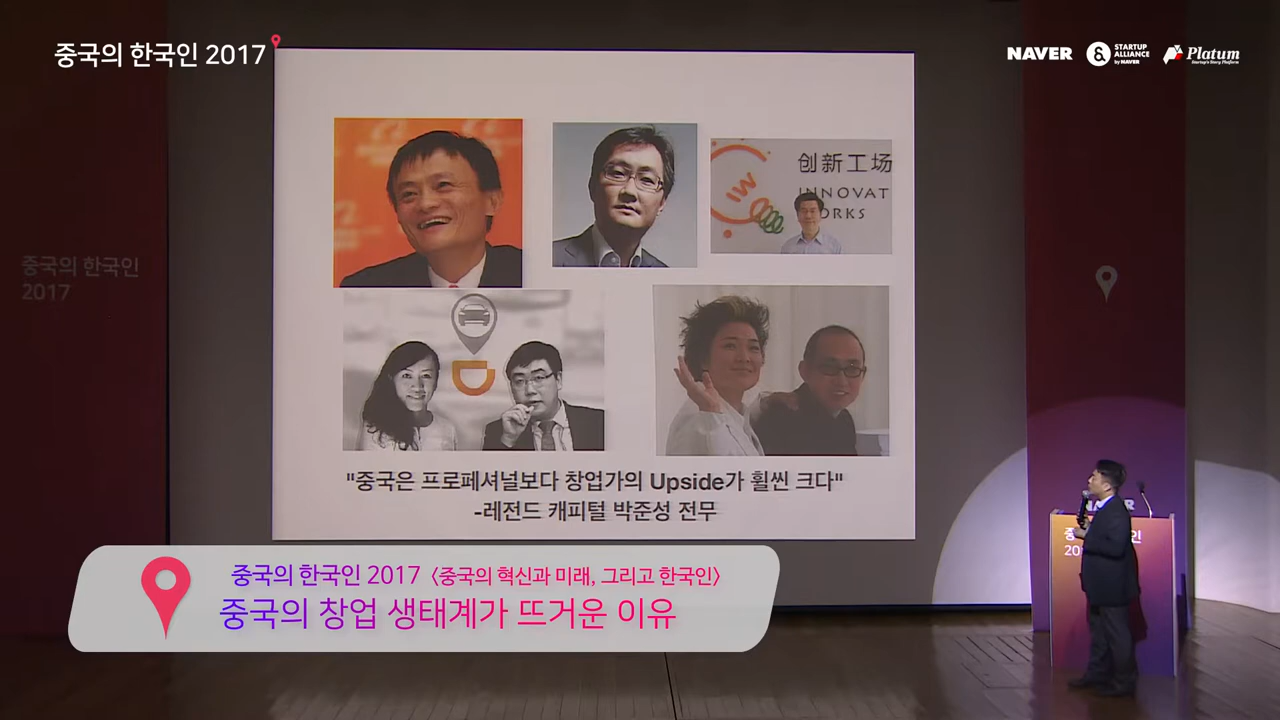 중국의 한국인 2017
NAVER
&
STARTUP
ALLIANCE
by NAVER
Platum
Startup's Story Platform
创新工场
INNOVAT
ORKS
IW
중국의 한국인
2017
"중국은 프로페셔널보다 창업가의 Upside가 훨씬 크다"
-레전드 캐피털 박준성 전무
중국의 한국인 2017 〈중국의 혁신과 미래, 그리고 한국인〉
중국의 창업 생태계가 뜨거운 이유